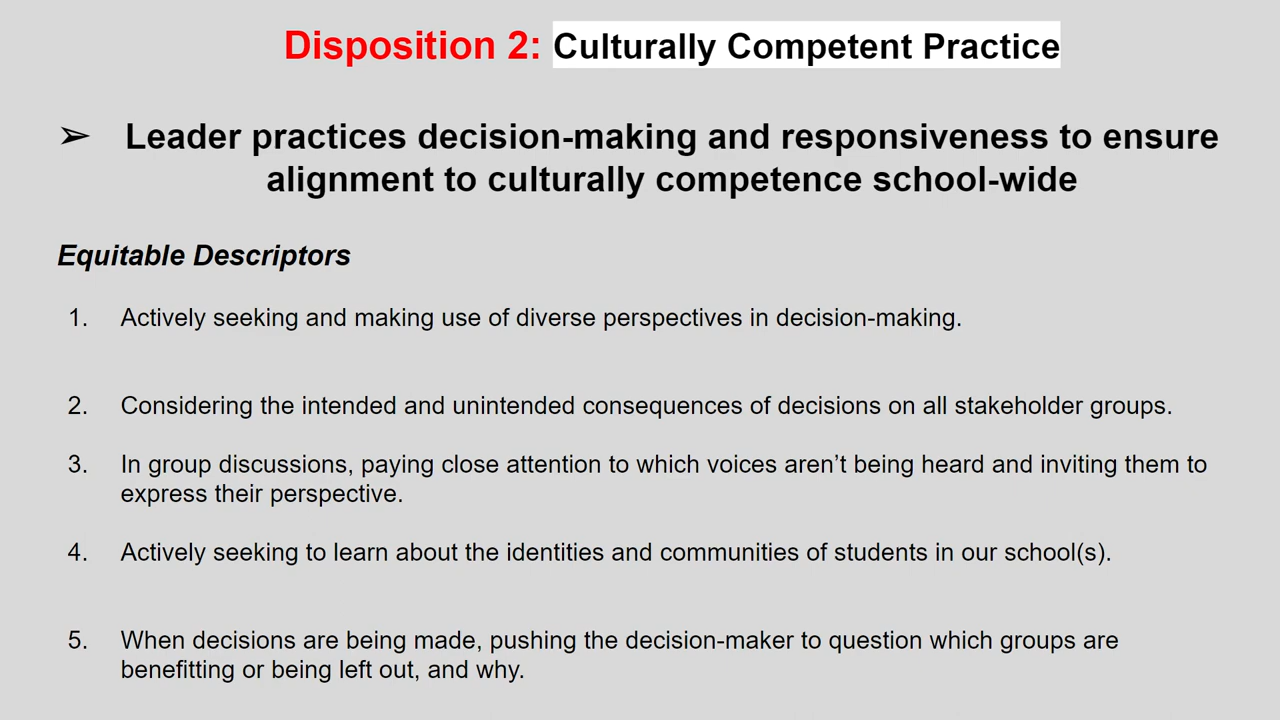 Disposition 2: Culturally Competent Practice
➢ Leader practices decision-making and responsiveness to ensure
alignment to culturally competence school-wide
Equitable Descriptors
1. Actively seeking and making use of diverse perspectives in decision-making.
2. Considering the intended and unintended consequences of decisions on all stakeholder groups.
3. In group discussions, paying close attention to which voices aren’t being heard and inviting them to
express their perspective.
4. Actively seeking to learn about the identities and communities of students in our school(s).
5. When decisions are being made, pushing the decision-maker to question which groups are
benefitting or being left out, and why.